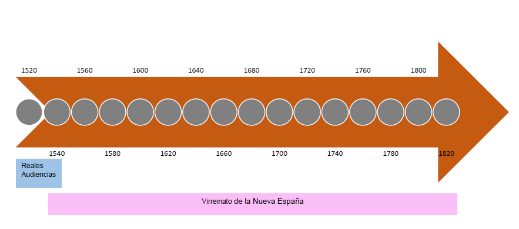 1520 1560 1600 1640 1680 1720 1760 1800
1540 1580 1620 1660 1700 1740 1780 1820
Reales
Audiencias
Virreinato de la Nueva España